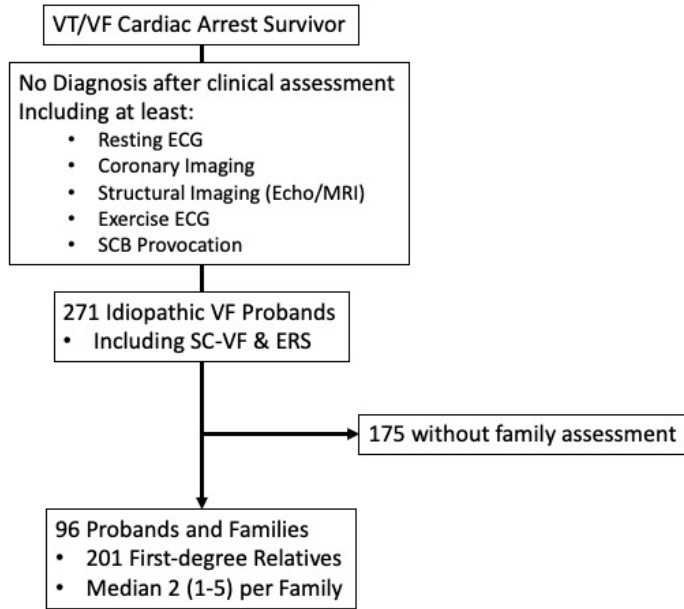 VT/VF Cardiac Arrest Survivor
No Diagnosis after clinical assessment
Including at least:
• Resting ECG
• Coronary Imaging
• Structural Imaging (Echo/MRI)
• Exercise ECG
• SCB Provocation
271 Idiopathic VF Probands
• Including SC-VF & ERS
175 without family assessment
96 Probands and Families
• 201 First-degree Relatives
• Median 2 (1-5) per Family